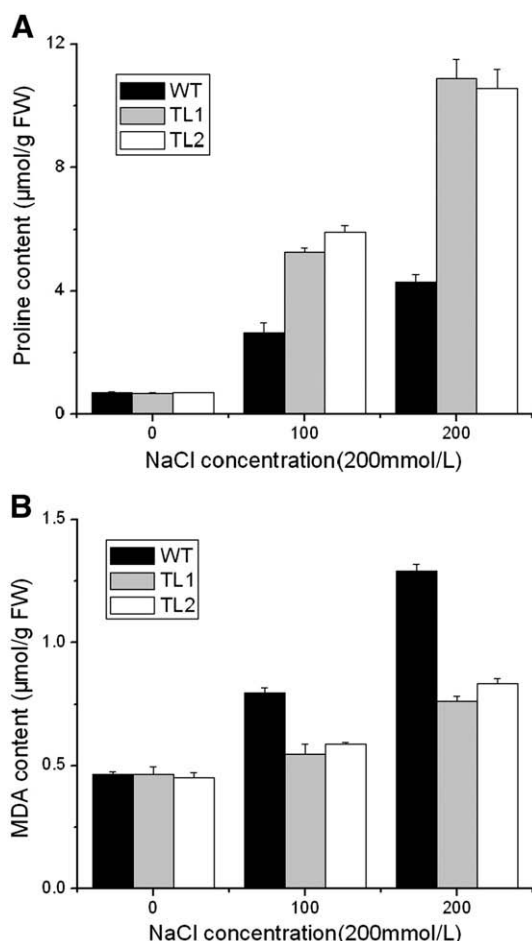 A
12
8
4
0
Proline content (µmol/g FW)
WT
TL1
TL2
0 100 200
NaCl concentration(200mmol/L)
B
1.5
1.0
0.5
0.0
MDA content (µmol/g FW)
WT
TL1
TL2
0 100 200
NaCl concentration(200mmol/L)